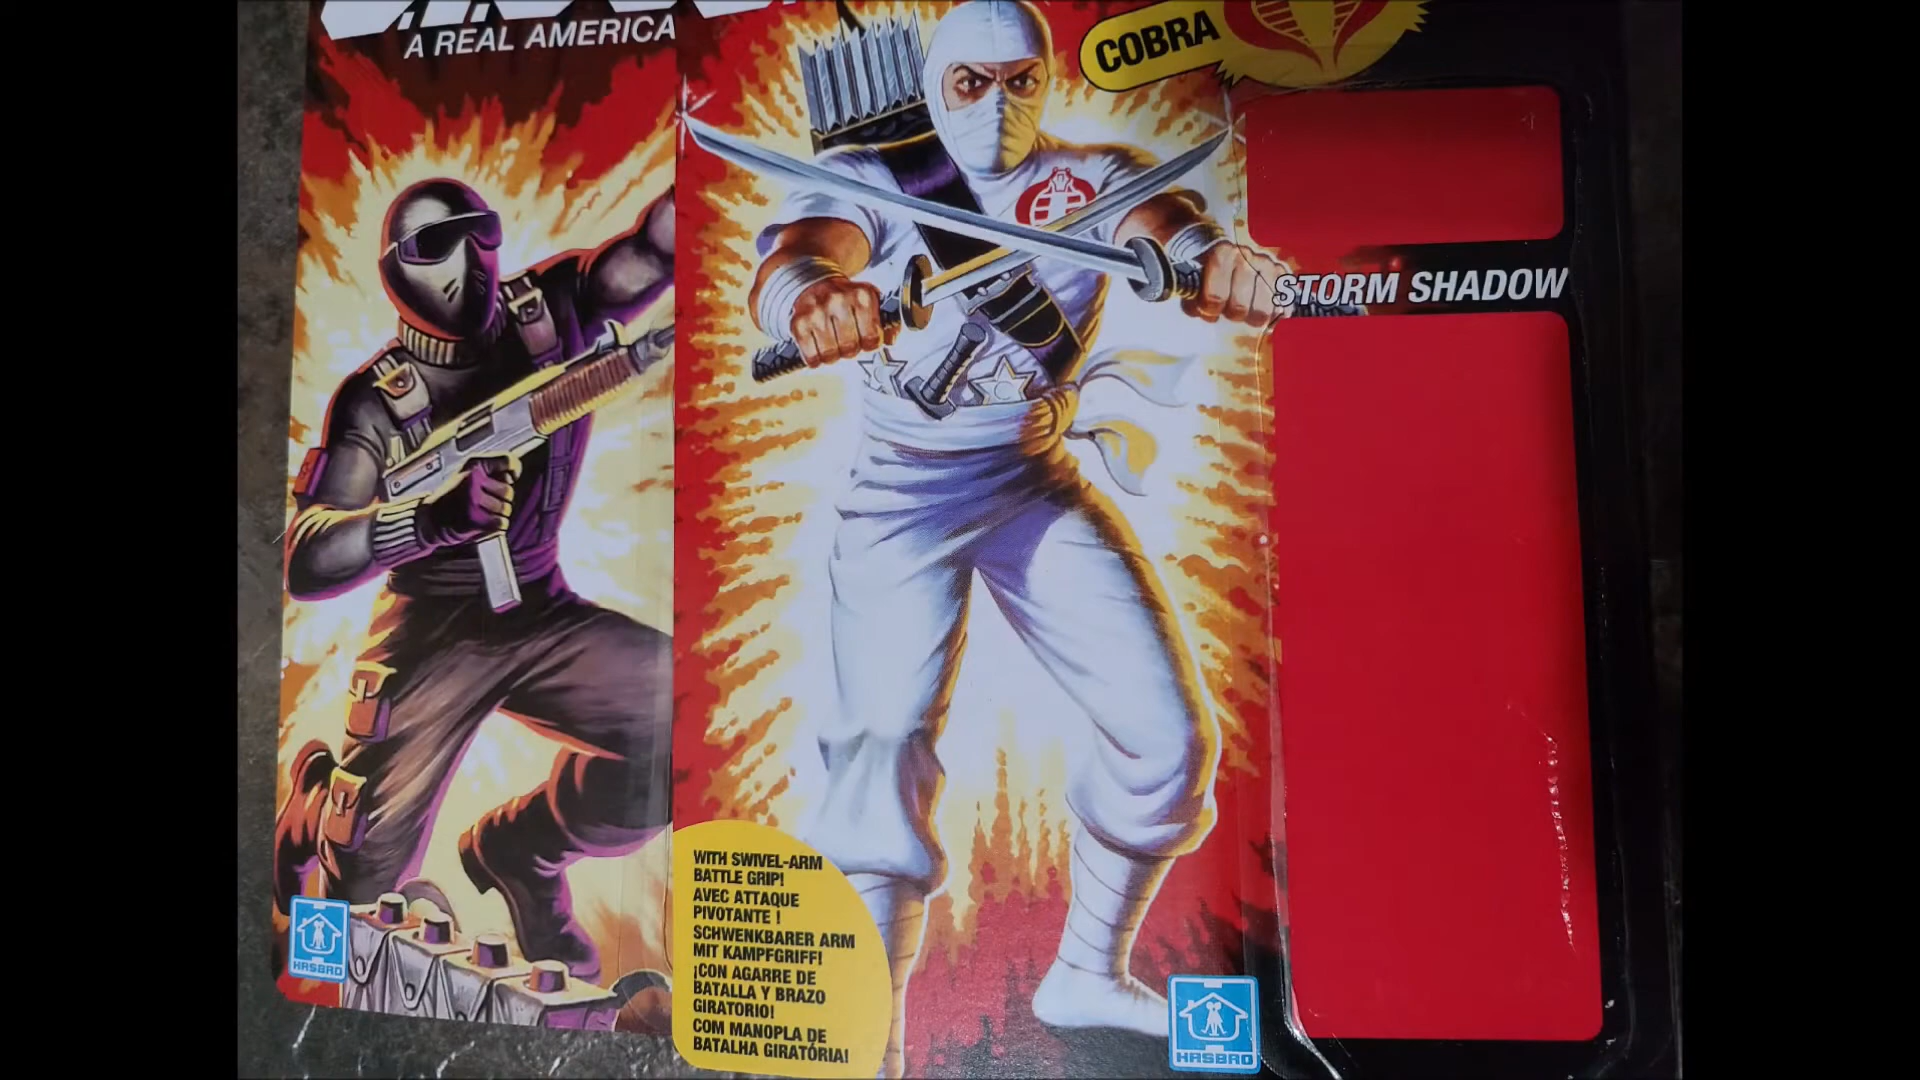 A REAL AMERICA
COBRA
STORM SHADOW
WITH SWIVEL-ARM
BATTLE GRIP!
AVEC ATTAQUE
PIVOTANTE !
SCHWENKBARER ARM
MIT KAMPFGRIFF!
¡CON AGARRE DE
BATALLA Y BRAZO
GIRATORIO!
COM MANOPLA DE
BATALHA GIRATÓRIA!
HASBRO
HASBRO